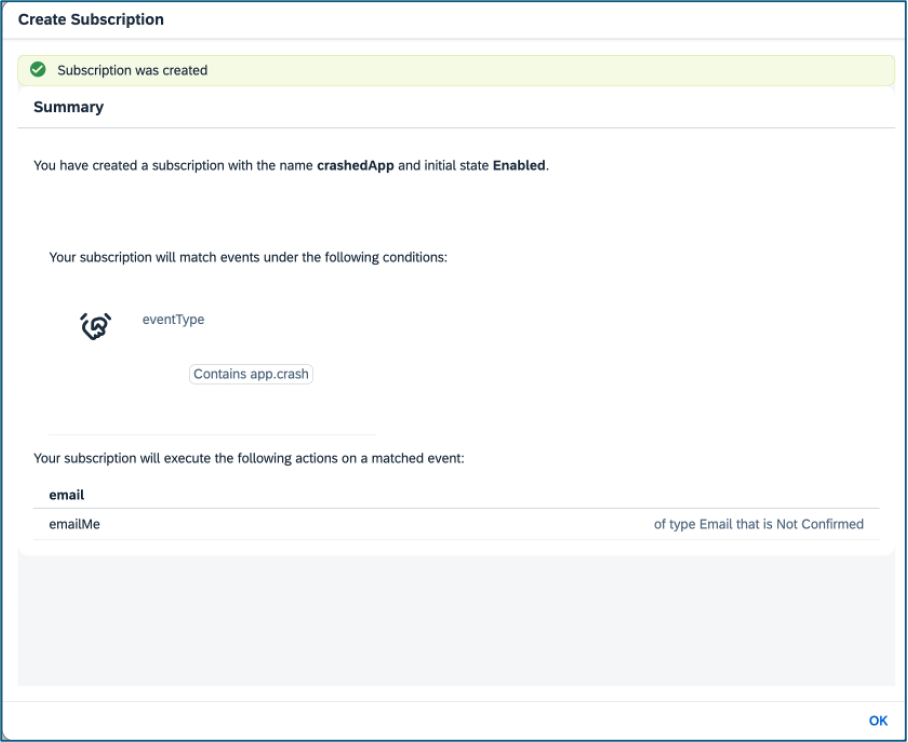 Create Subscription
Subscription was created
Summary
You have created a subscription with the name crashedApp and initial state Enabled.
Your subscription will match events under the following conditions:
eventType
Contains app.crash
Your subscription will execute the following actions on a matched event:
email
emailMe of type Email that is Not Confirmed
OK